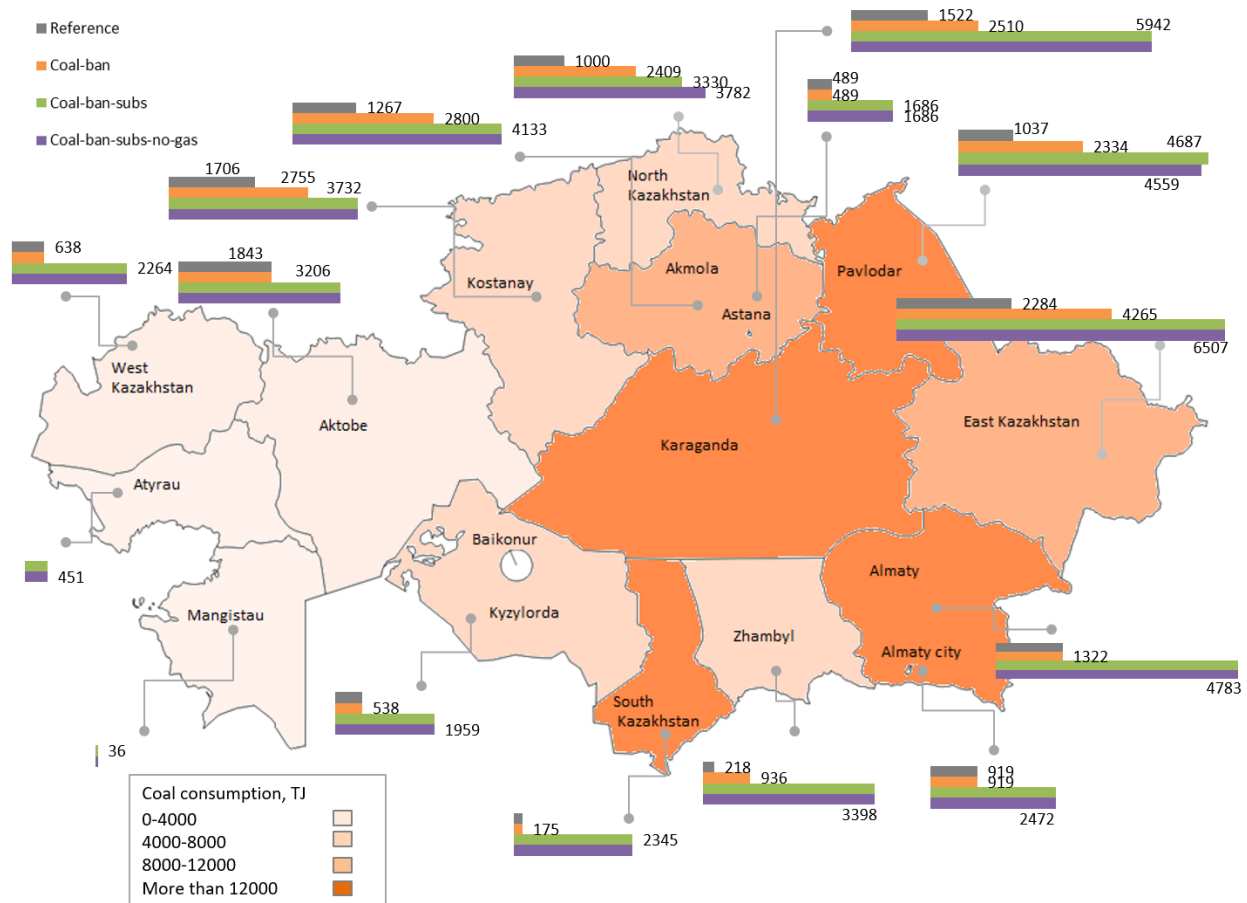 Reference
Coal-ban
Coal-ban-subs
Coal-ban-subs-no-gas
1522
2510
5942
1000
2409
3330
3782
489
489
1686
1686
1267
2800
4133
1037
2334
4687
4559
1706
2755
3732
638
2264
1843
3206
2284
4265
6507
North
Kazakhstan
Akmola
Astana
Pavlodar
Kostanay
West
Kazakhstan
Aktobe
Karaganda
East Kazakhstan
Atyrau
451
Baikonur
Kyzylorda
Mangistau
36
538
1959
Almaty
Almaty city
Zhambyl
South
Kazakhstan
1322
4783
218
936
3398
919
919
2472
175
2345
Coal consumption, TJ
0-4000
4000-8000
8000-12000
More than 12000